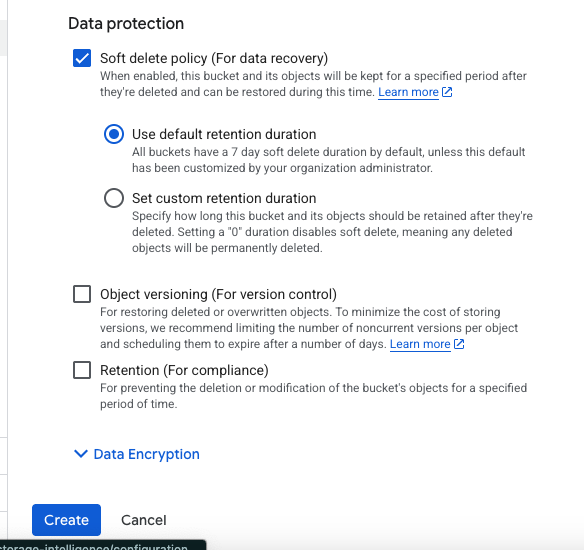 Data protection
Soft delete policy (For data recovery)
When enabled, this bucket and its objects will be kept for a specified period after
they're deleted and can be restored during this time. Learn more
Use default retention duration
All buckets have a 7 day soft delete duration by default, unless this default
has been customized by your organization administrator.
Set custom retention duration
Specify how long this bucket and its objects should be retained after they're
deleted. Setting a "0" duration disables soft delete, meaning any deleted
objects will be permanently deleted.
Object versioning (For version control)
For restoring deleted or overwritten objects. To minimize the cost of storing
versions, we recommend limiting the number of noncurrent versions per object
and scheduling them to expire after a number of days. Learn more
Retention (For compliance)
For preventing the deletion or modification of the bucket's objects for a specified
period of time.
Data Encryption
Create Cancel
storage-intelligence/configuration